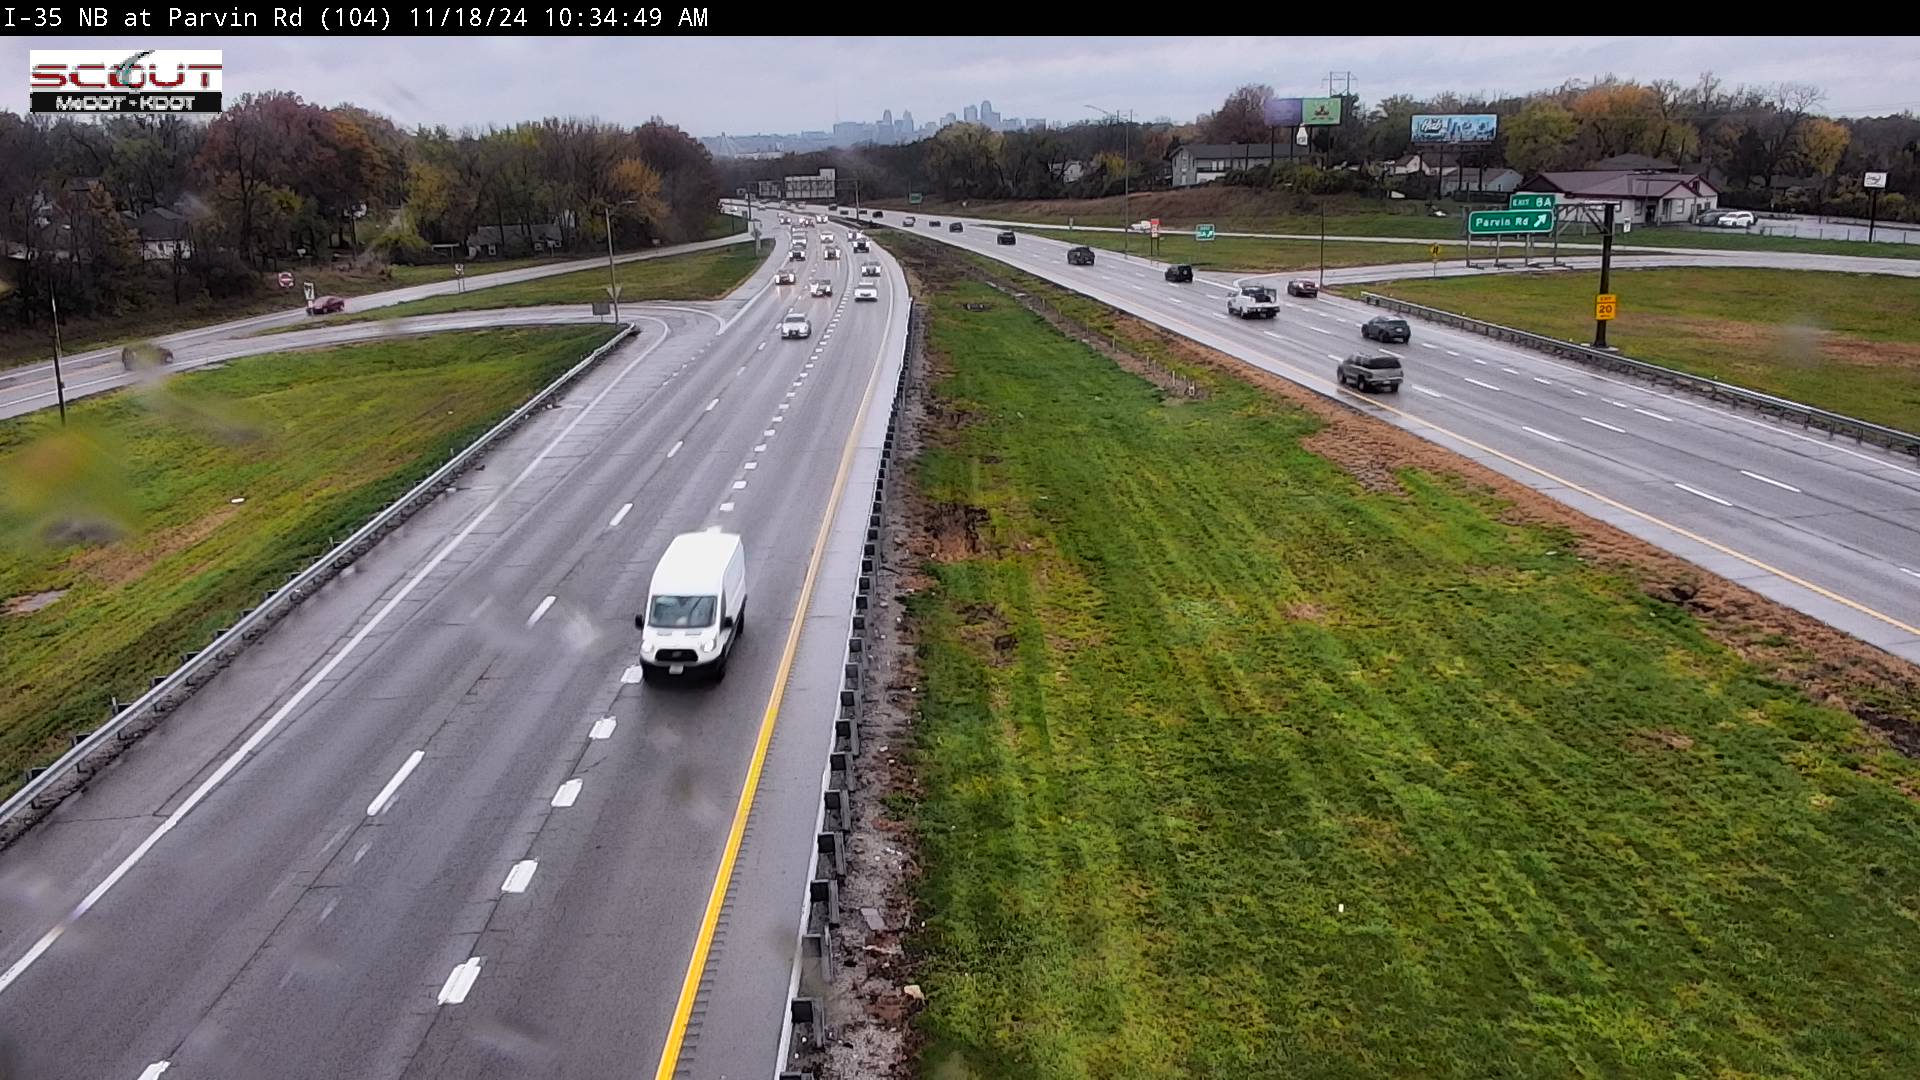 I-35 NB at Parvin Rd (104) 11/18/24 10:34:49 AM
SCOUT
MoDOT - KDOT
EXIT 8A
Parvin Rd
EXIT
20